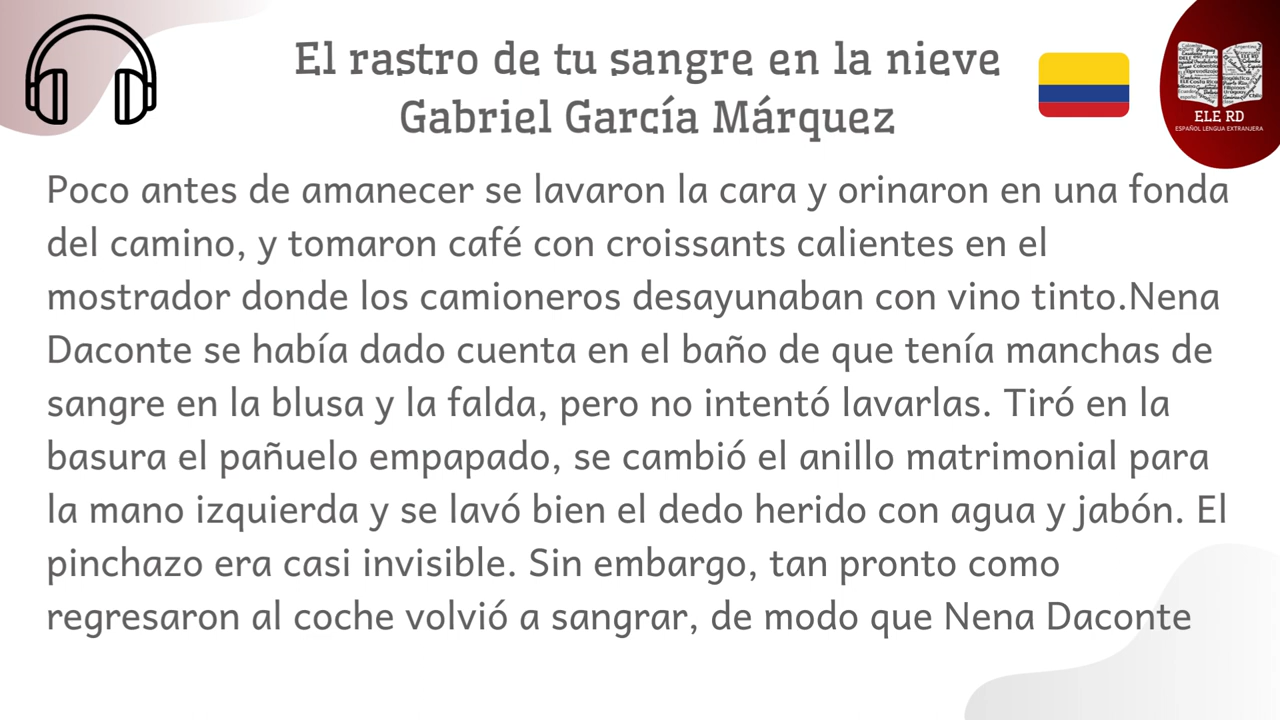 El rastro de tu sangre en la nieve
Gabriel García Márquez
ELE RD
ESPAÑOL LENGUA EXTRANJERA
Poco antes de amanecer se lavaron la cara y orinaron en una fonda
del camino, y tomaron café con croissants calientes en el
mostrador donde los camioneros desayunaban con vino tinto.Nena
Daconte se había dado cuenta en el baño de que tenía manchas de
sangre en la blusa y la falda, pero no intentó lavarlas. Tiró en la
basura el pañuelo empapado, se cambió el anillo matrimonial para
la mano izquierda y se lavó bien el dedo herido con agua y jabón. El
pinchazo era casi invisible. Sin embargo, tan pronto como
regresaron al coche volvió a sangrar, de modo que Nena Daconte